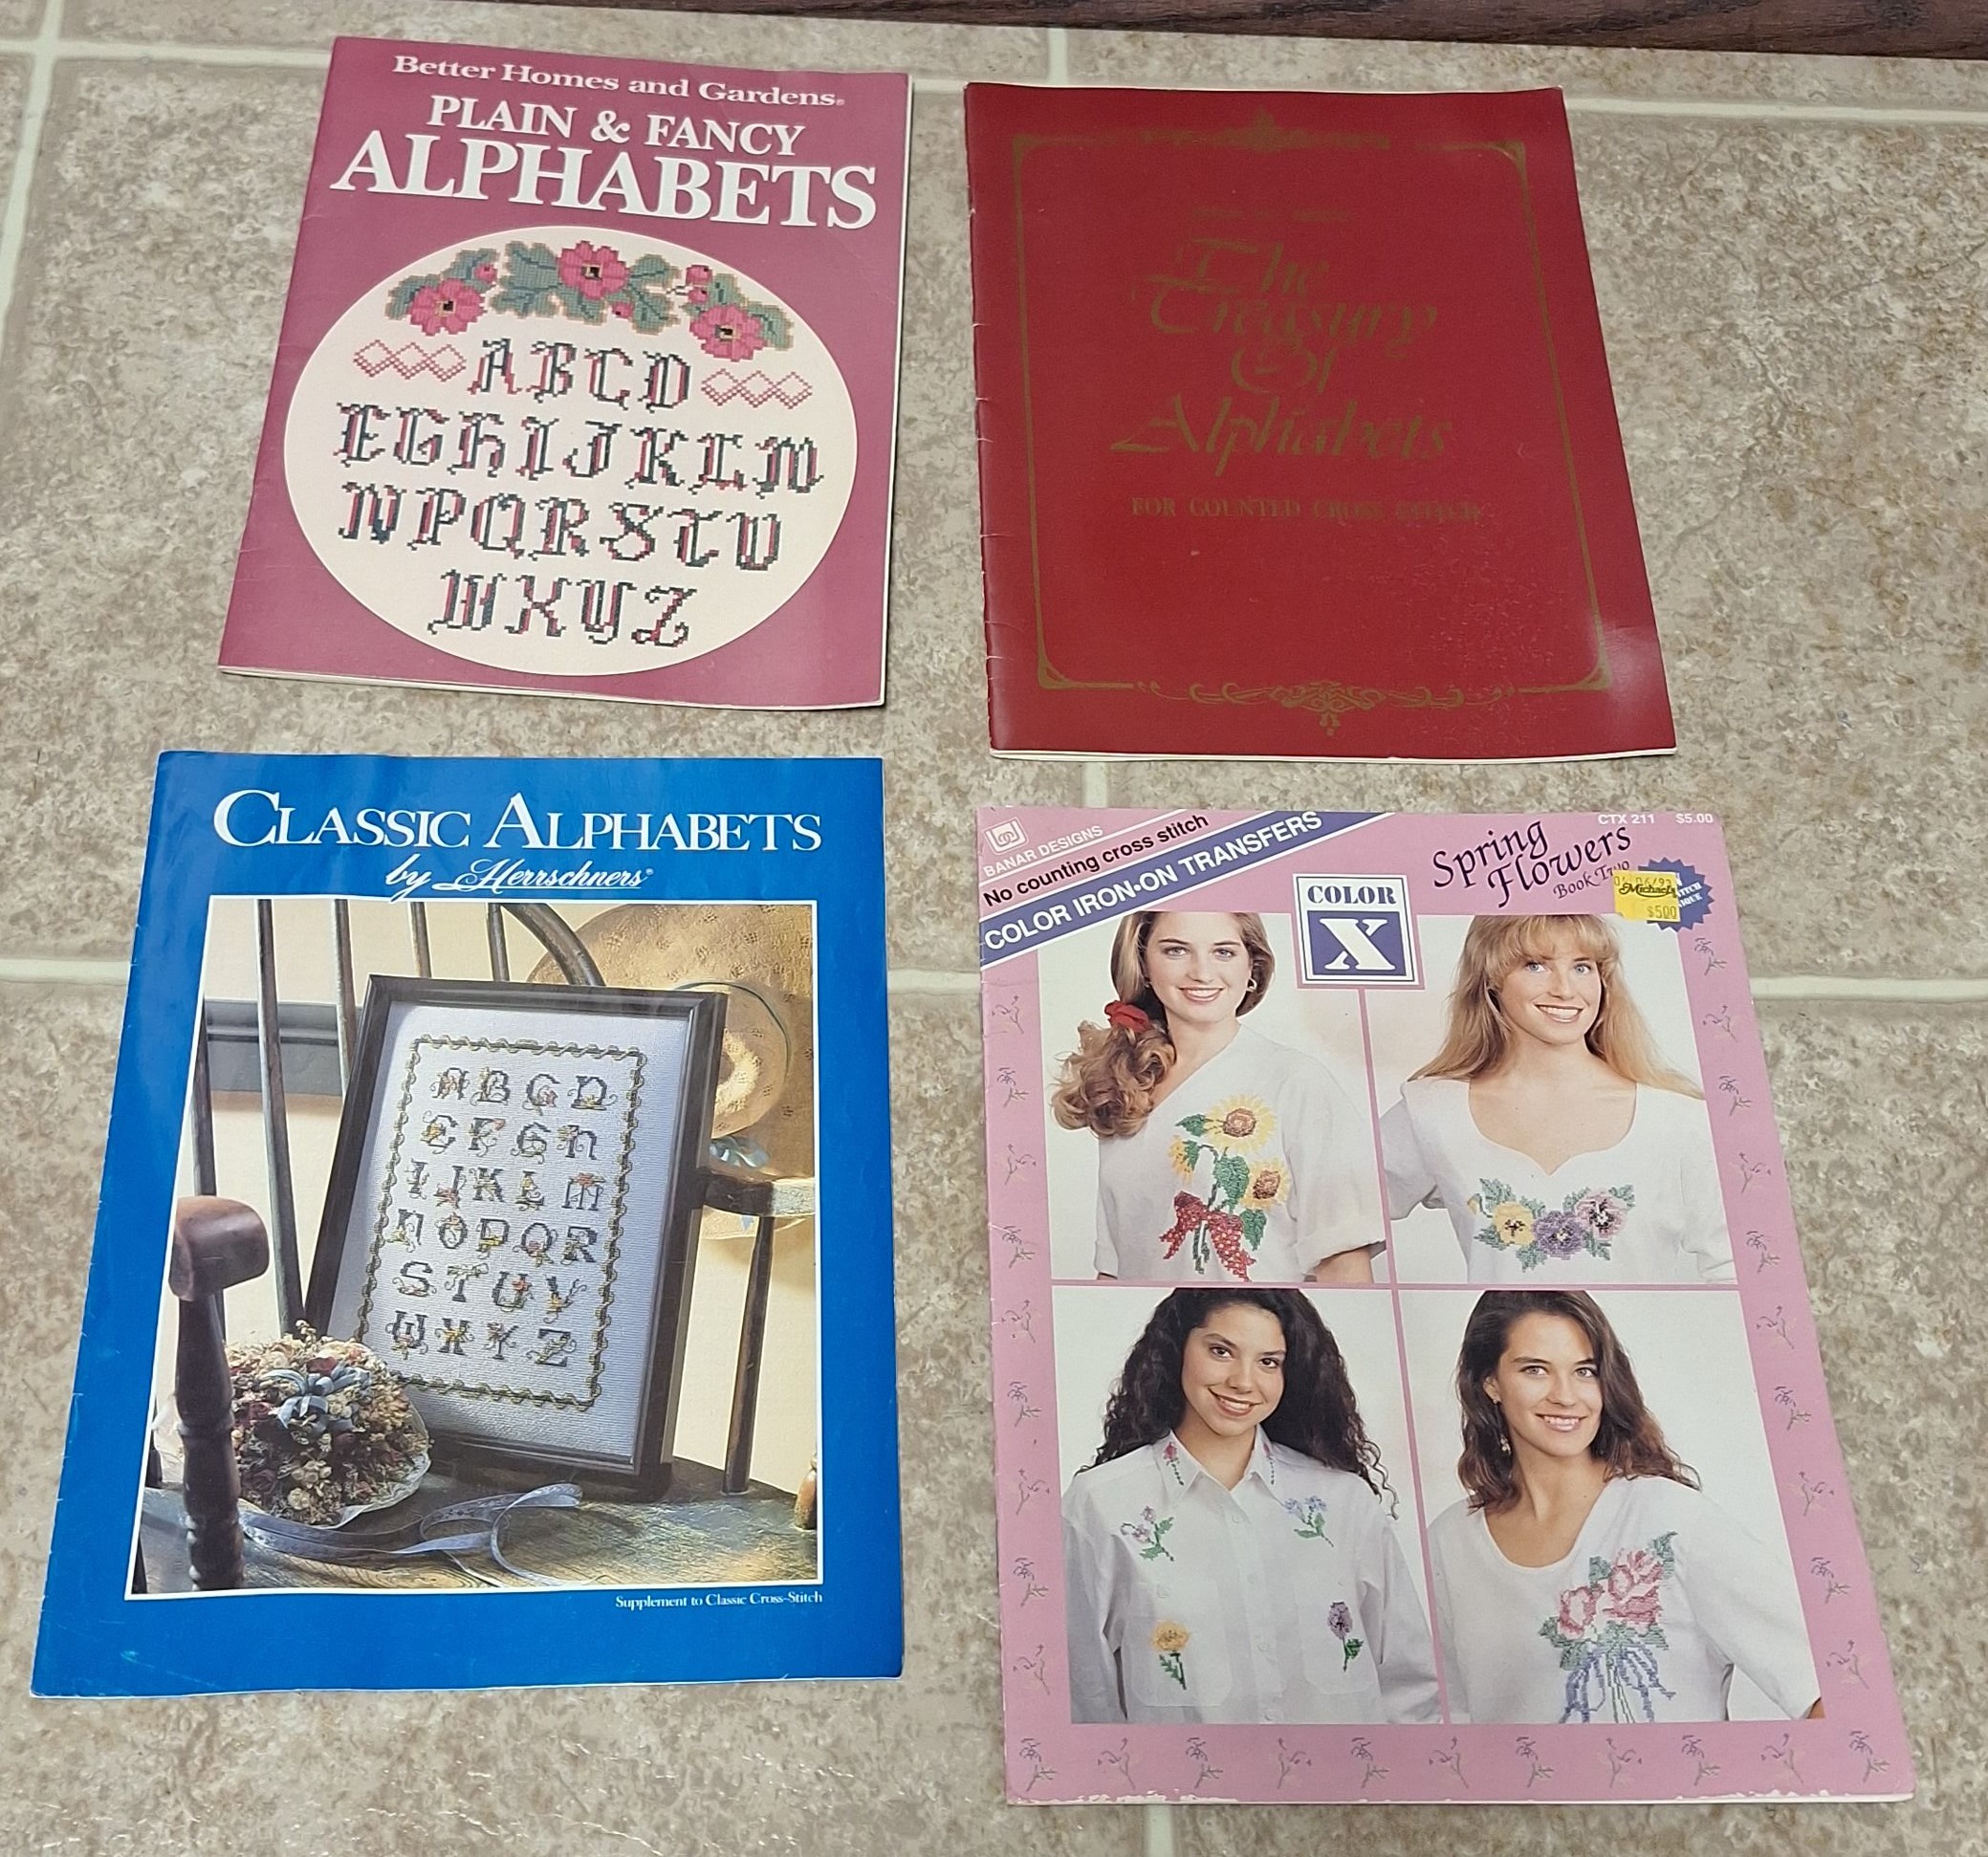 Better Homes and Gardens®
PLAIN & FANCY
ALPHABETS
ABCD
EGHIJKLM
NPQRSTU
WXYZ
The
Treasury
Of
Alphabets
FOR COUNTED CROSS STITCH
CLASSIC ALPHABETS
by Herrschners®
ABCD
EFGH
IJKLM
NOPQR
STUV
WXYZ
Supplement to Classic Cross-Stitch
BANAR DESIGNS
No counting cross stitch
COLOR IRON-ON TRANSFERS
COLOR
X
CTX 211 $5.00
Spring
Flowers
Book Two
Michaels
$5.00